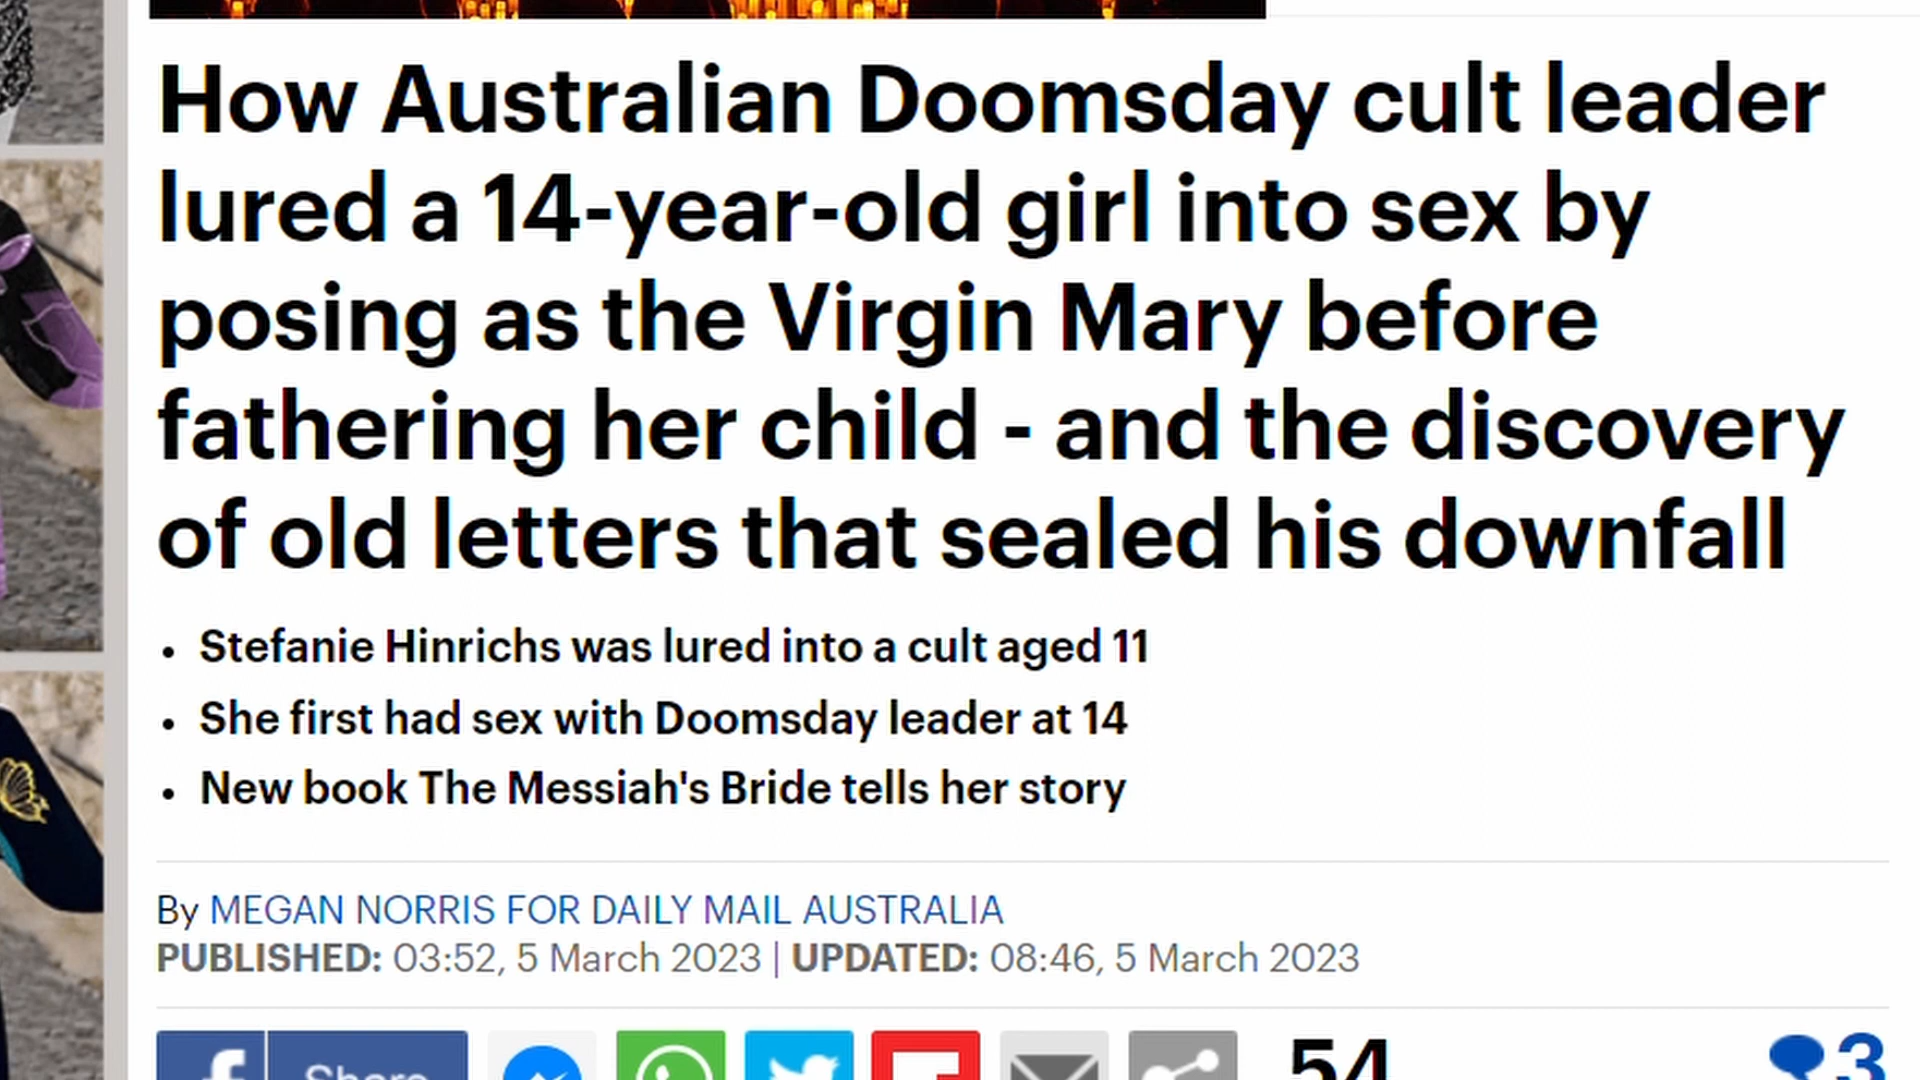 How Australian Doomsday cult leader
lured a 14-year-old girl into sex by
posing as the Virgin Mary before
fathering her child - and the discovery
of old letters that sealed his downfall
• Stefanie Hinrichs was lured into a cult aged 11
• She first had sex with Doomsday leader at 14
• New book The Messiah's Bride tells her story
By MEGAN NORRIS FOR DAILY MAIL AUSTRALIA
PUBLISHED: 03:52, 5 March 2023 | UPDATED: 08:46, 5 March 2023
Share 54 3